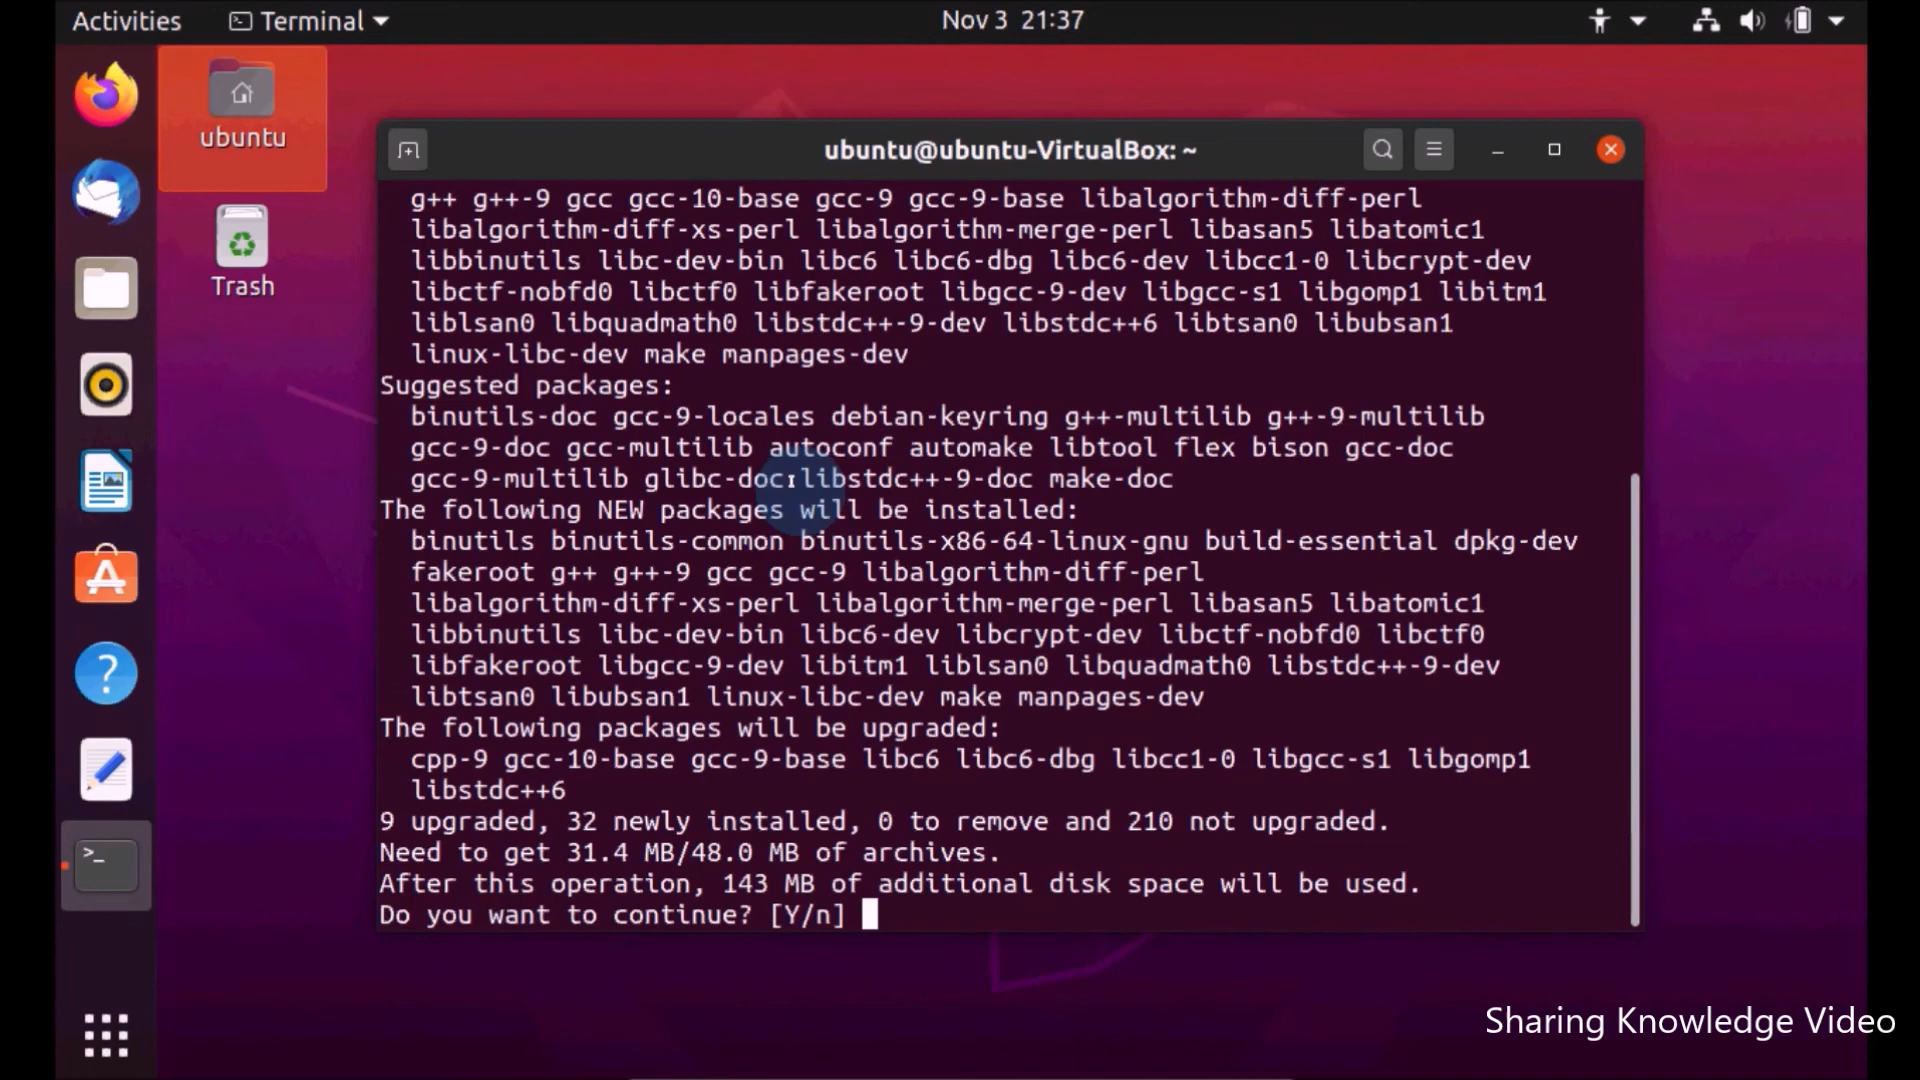 Activities Terminal Nov 3 21:37
ubuntu
Trash
ubuntu@ubuntu-VirtualBox: ~
g++ g++-9 gcc gcc-10-base gcc-9 gcc-9-base libalgorithm-diff-perl
libalgorithm-diff-xs-perl libalgorithm-merge-perl libasan5 libatomic1
libbinutils libc-dev-bin libc6 libc6-dbg libc6-dev libcc1-0 libcrypt-dev
libctf-nobfd0 libctf0 libfakeroot libgcc-9-dev libgcc-s1 libgomp1 libitm1
liblsan0 libquadmath0 libstdc++-9-dev libstdc++6 libtsan0 libubsan1
linux-libc-dev make manpages-dev
Suggested packages:
binutils-doc gcc-9-locales debian-keyring g++-multilib g++-9-multilib
gcc-9-doc gcc-multilib autoconf automake libtool flex bison gcc-doc
gcc-9-multilib glibc-doc libstdc++-9-doc make-doc
The following NEW packages will be installed:
binutils binutils-common binutils-x86-64-linux-gnu build-essential dpkg-dev
fakeroot g++ g++-9 gcc gcc-9 libalgorithm-diff-perl
libalgorithm-diff-xs-perl libalgorithm-merge-perl libasan5 libatomic1
libbinutils libc-dev-bin libc6-dev libcrypt-dev libctf-nobfd0 libctf0
libfakeroot libgcc-9-dev libitm1 liblsan0 libquadmath0 libstdc++-9-dev
libtsan0 libubsan1 linux-libc-dev make manpages-dev
The following packages will be upgraded:
cpp-9 gcc-10-base gcc-9-base libc6 libc6-dbg libcc1-0 libgcc-s1 libgomp1
libstdc++6
9 upgraded, 32 newly installed, 0 to remove and 210 not upgraded.
Need to get 31.4 MB/48.0 MB of archives.
After this operation, 143 MB of additional disk space will be used.
Do you want to continue? [Y/n]
Sharing Knowledge Video